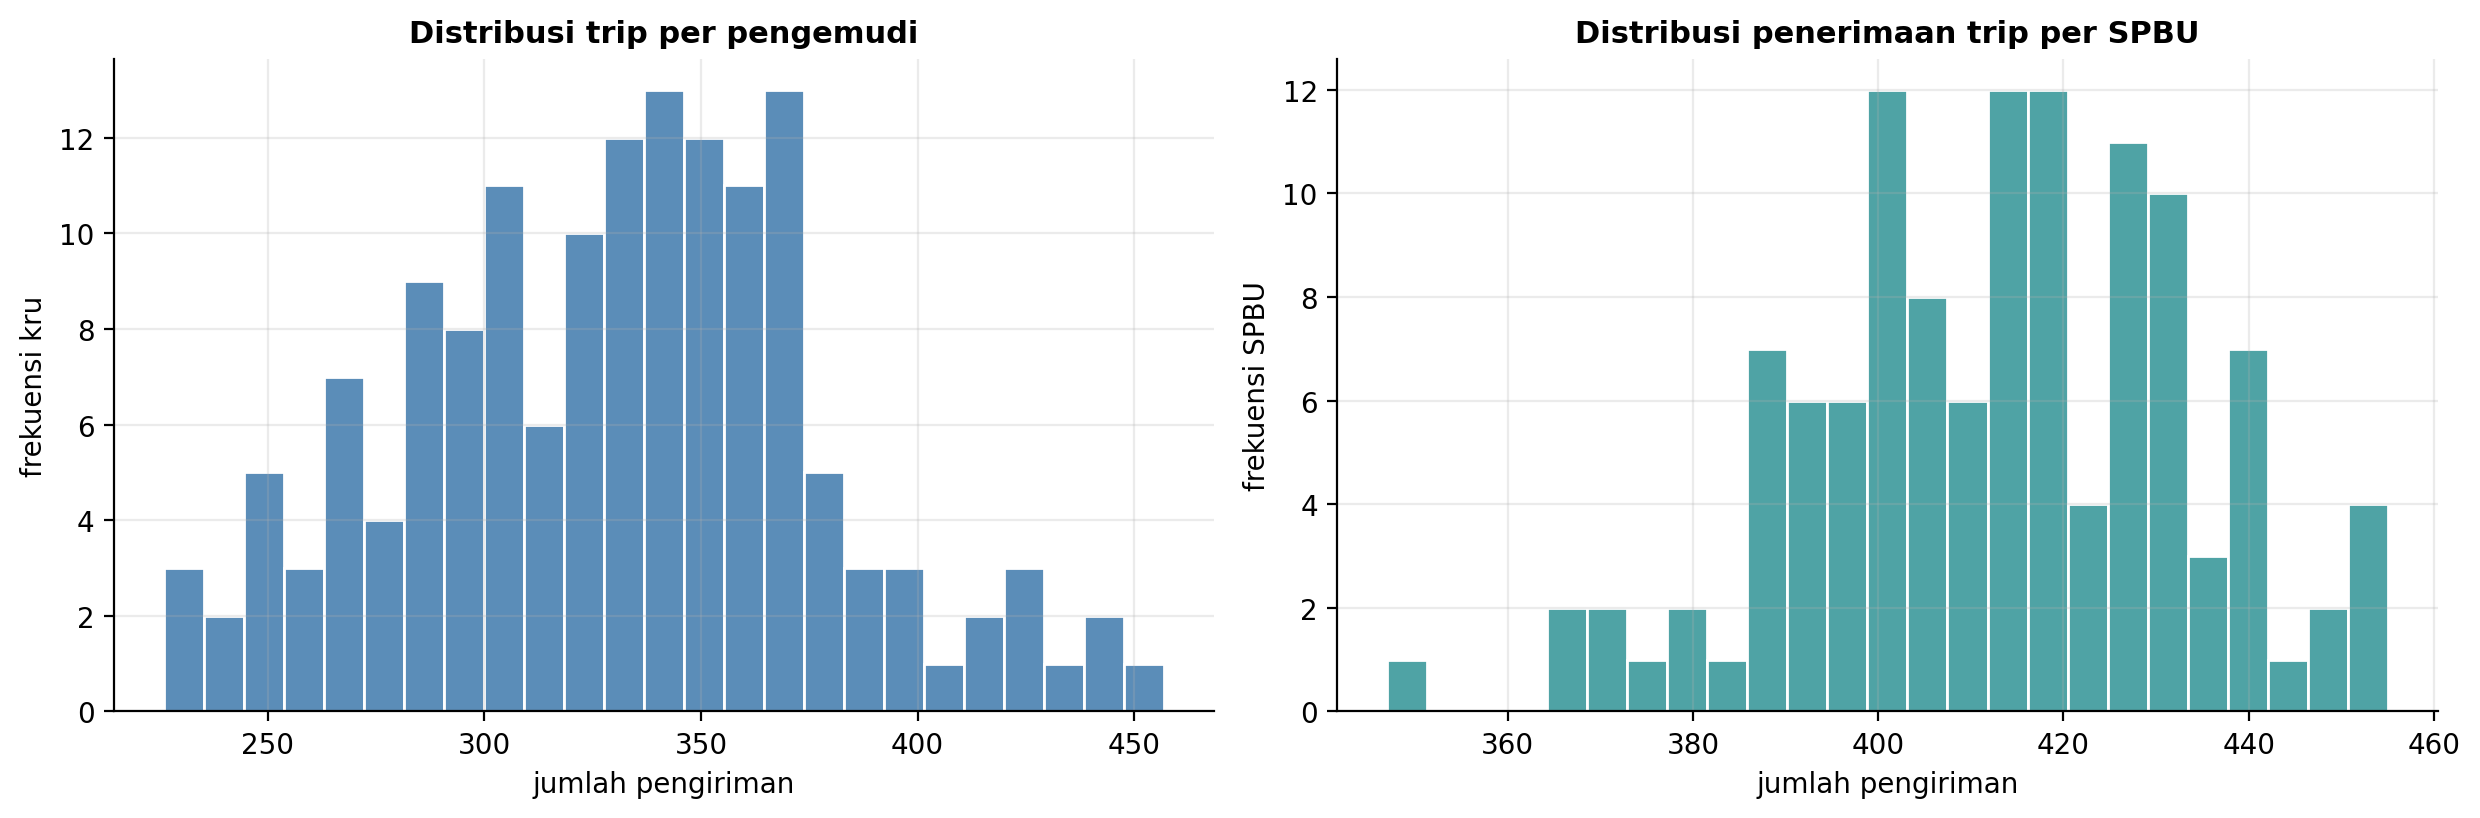 Distribusi trip per pengemudi
frekuensi kru
12
10
8
6
4
2
0
250 300 350 400 450
jumlah pengiriman
Distribusi penerimaan trip per SPBU
frekuensi SPBU
12
10
8
6
4
2
0
360 380 400 420 440 460
jumlah pengiriman